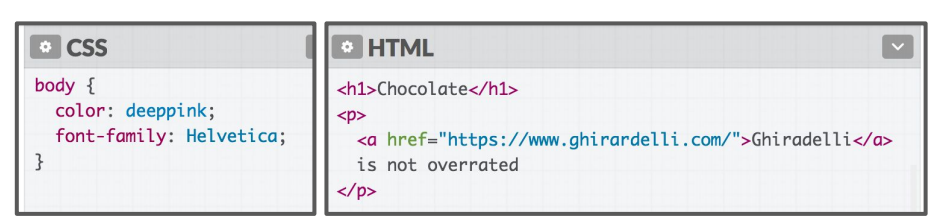 CSS
body {
  color: deeppink;
  font-family: Helvetica;
}
HTML
<h1>Chocolate</h1>
<p>
  <a href="https://www.ghirardelli.com/">Ghiradelli</a>
  is not overrated
</p>